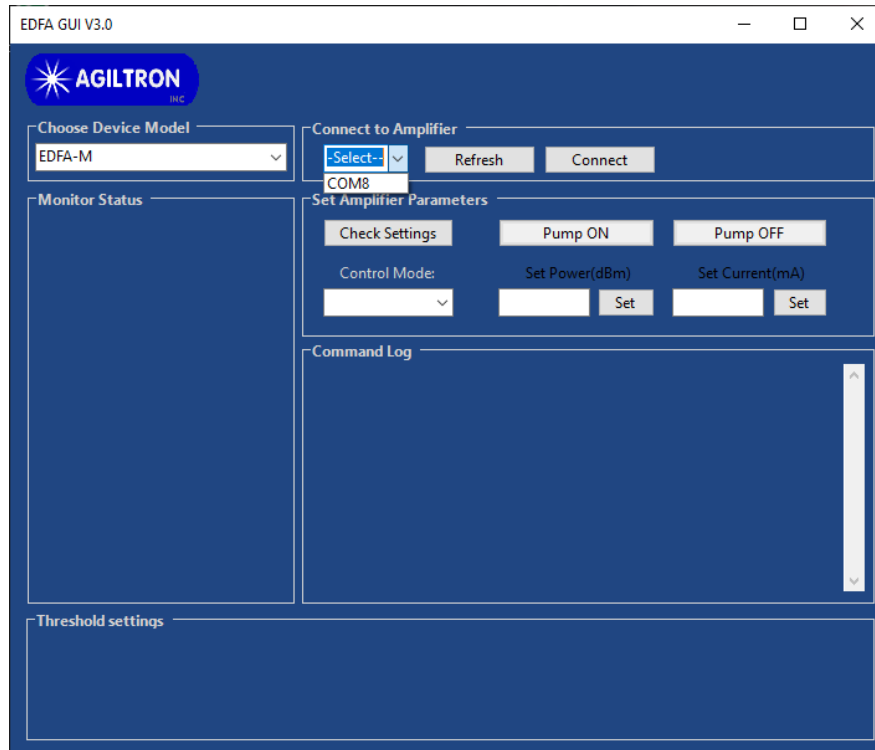 EDFA GUI V3.0
AGILTRON
INC
Choose Device Model
EDFA-M
Connect to Amplifier
-Select--
Refresh
Connect
COM8
Monitor Status
Set Amplifier Parameters
Check Settings
Pump ON
Pump OFF
Control Mode:
Set Power(dBm)
Set Current(mA)
Set
Set
Command Log
Threshold settings